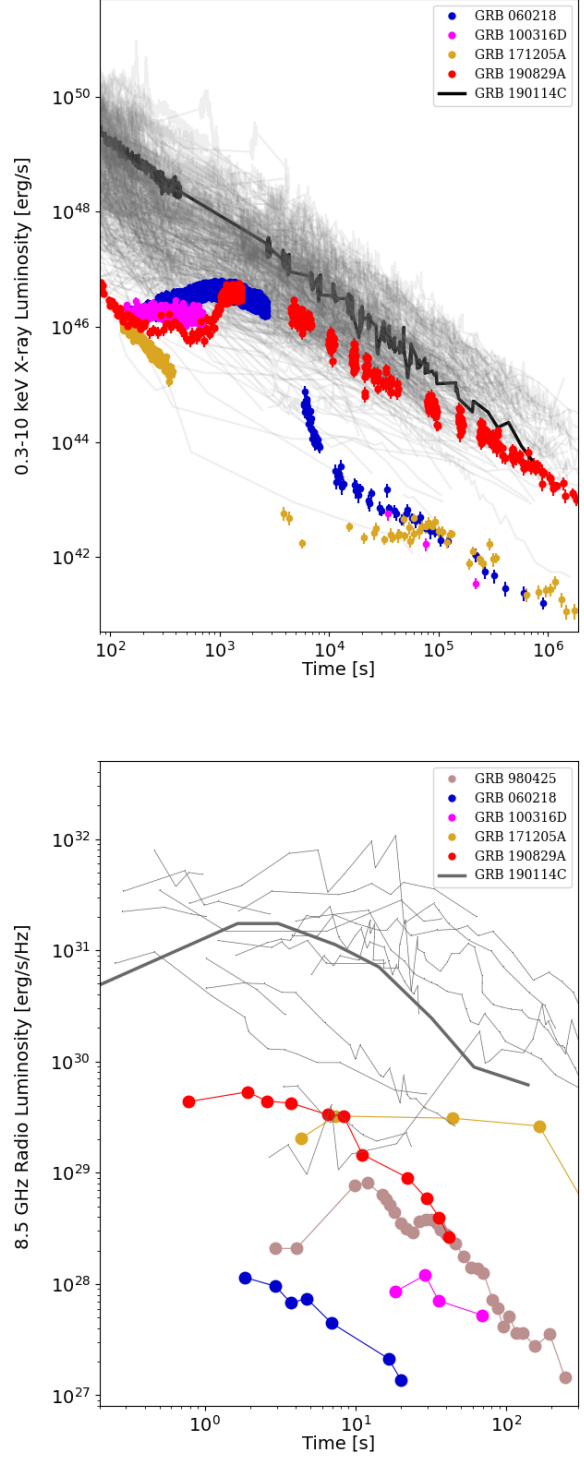 GRB 060218
GRB 100316D
GRB 171205A
GRB 190829A
GRB 190114C
0.3-10 keV X-ray Luminosity [erg/s]
10^50
10^48
10^46
10^44
10^42
10^2
10^3
10^4
10^5
10^6
Time [s]
GRB 980425
GRB 060218
GRB 100316D
GRB 171205A
GRB 190829A
GRB 190114C
8.5 GHz Radio Luminosity [erg/s/Hz]
10^32
10^31
10^30
10^29
10^28
10^27
10^0
10^1
10^2
Time [s]